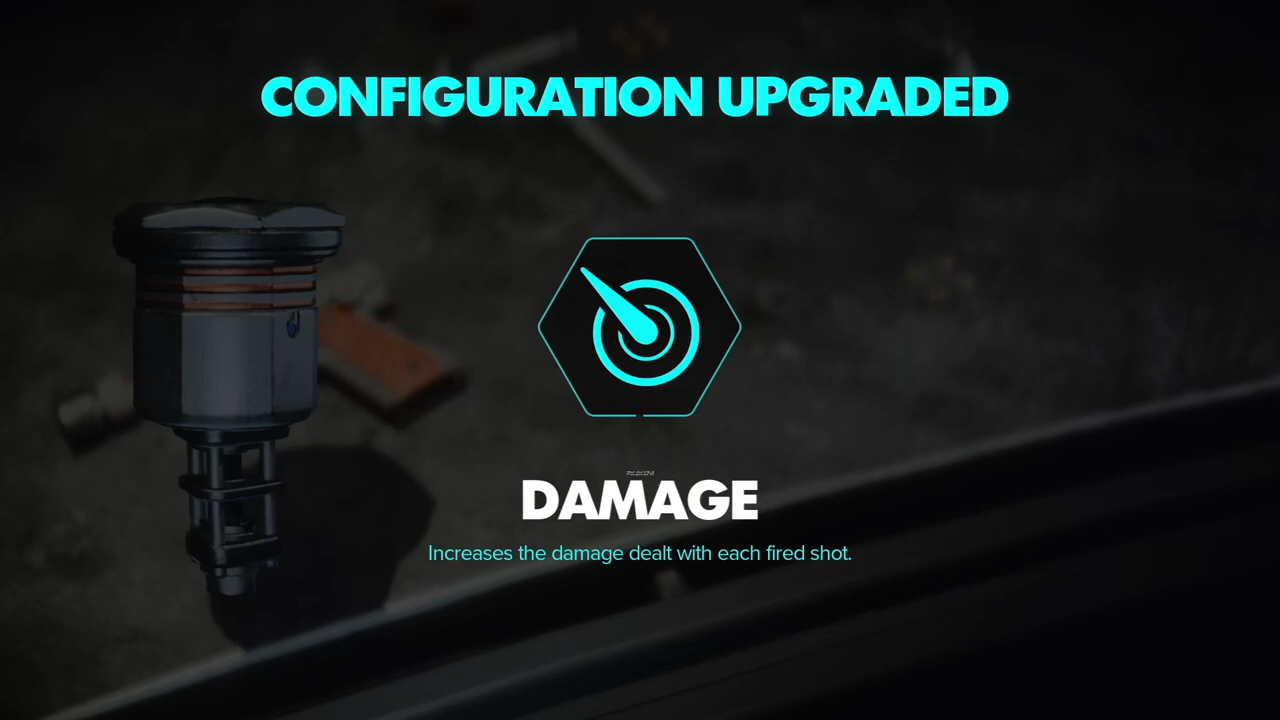 CONFIGURATION UPGRADED
DAMAGE
Increases the damage dealt with each fired shot.